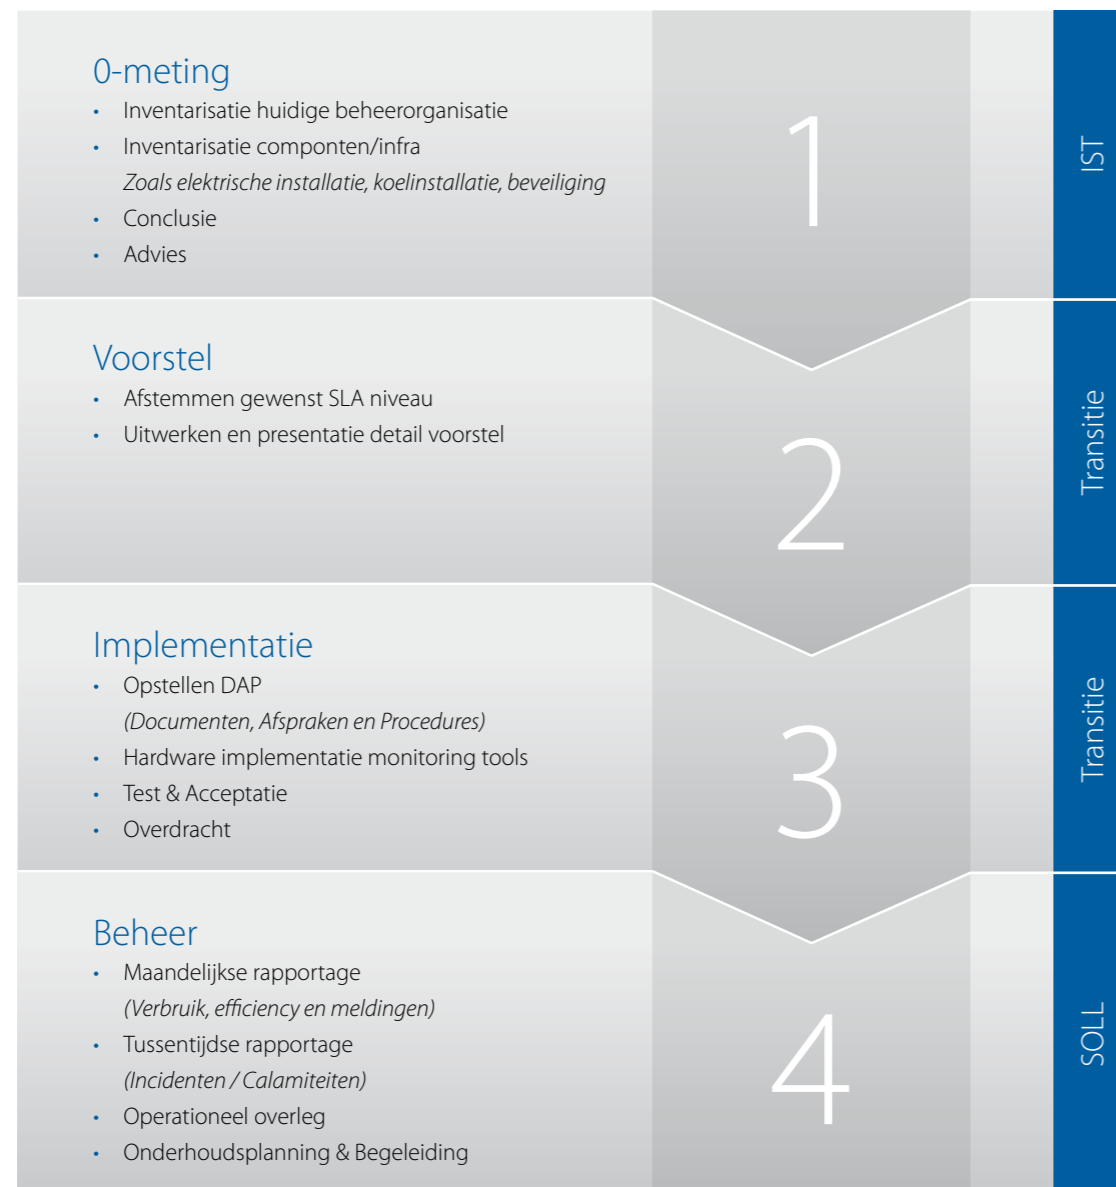 0-meting
• Inventarisatie huidige beheerorganisatie
• Inventarisatie componten/infra
Zoals elektrische installatie, koelinstallatie, beveiliging
• Conclusie
• Advies
1
IST
Voorstel
• Afstemmen gewenst SLA niveau
• Uitwerken en presentatie detail voorstel
2
Transitie
Implementatie
• Opstellen DAP
(Documenten, Afspraken en Procedures)
• Hardware implementatie monitoring tools
• Test & Acceptatie
• Overdracht
3
Transitie
Beheer
• Maandelijkse rapportage
(Verbruik, efficiency en meldingen)
• Tussentijdse rapportage
(Incidenten / Calamiteiten)
• Operationeel overleg
• Onderhoudsplanning & Begeleiding
4
SOLL